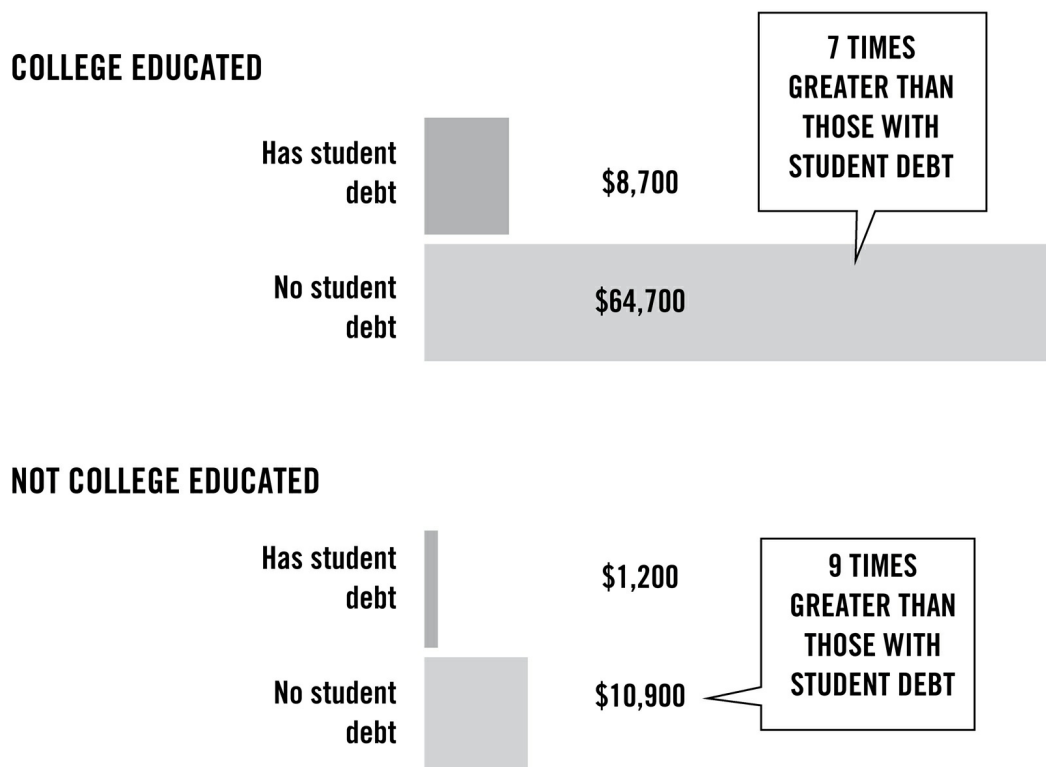 COLLEGE EDUCATED
Has student
debt
$8,700
7 TIMES
GREATER THAN
THOSE WITH
STUDENT DEBT
No student
debt
$64,700
NOT COLLEGE EDUCATED
Has student
debt
$1,200
No student
debt
$10,900
9 TIMES
GREATER THAN
THOSE WITH
STUDENT DEBT